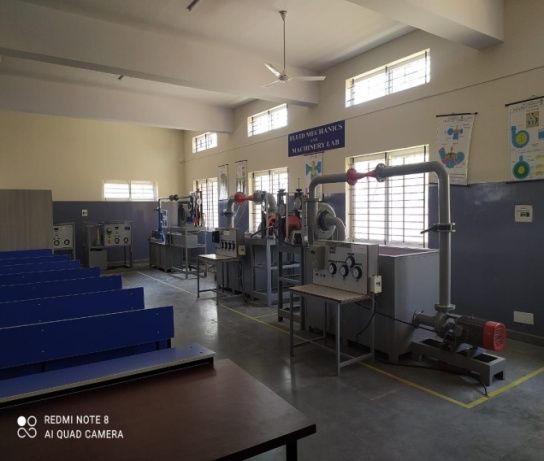 FLUID MECHANICS
AND
MACHINERY LAB
REDMI NOTE 8
AI QUAD CAMERA